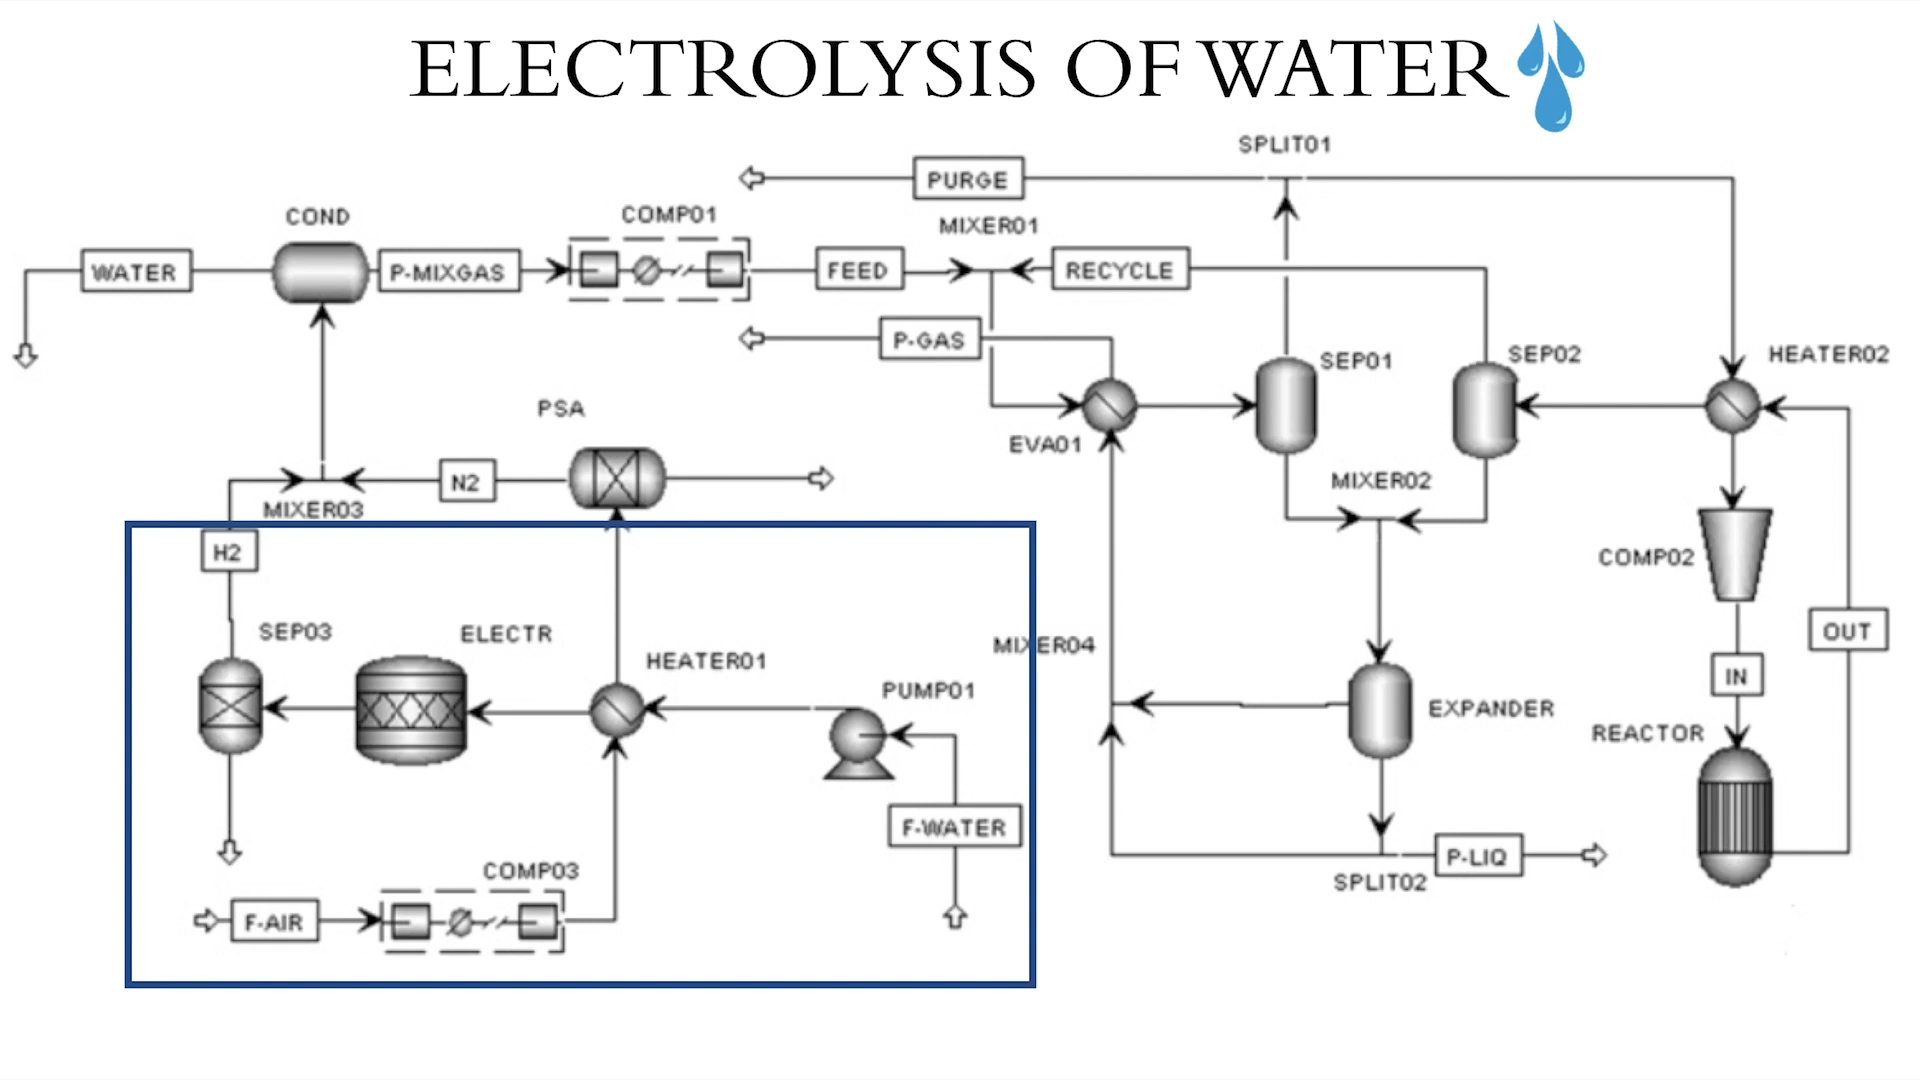 ELECTROLYSIS OF WATER
SPLIT01
PURGE
COND
COMP01
MIXER01
WATER
P-MIXGAS
FEED
RECYCLE
P-GAS
SEP01
SEP02
HEATER02
PSA
EVA01
N2
MIXER02
MIXER03
H2
COMP02
SEP03
ELECTR
HEATER01
MIXER04
OUT
IN
PUMP01
EXPANDER
REACTOR
F-WATER
P-LIQ
COMP03
SPLIT02
F-AIR